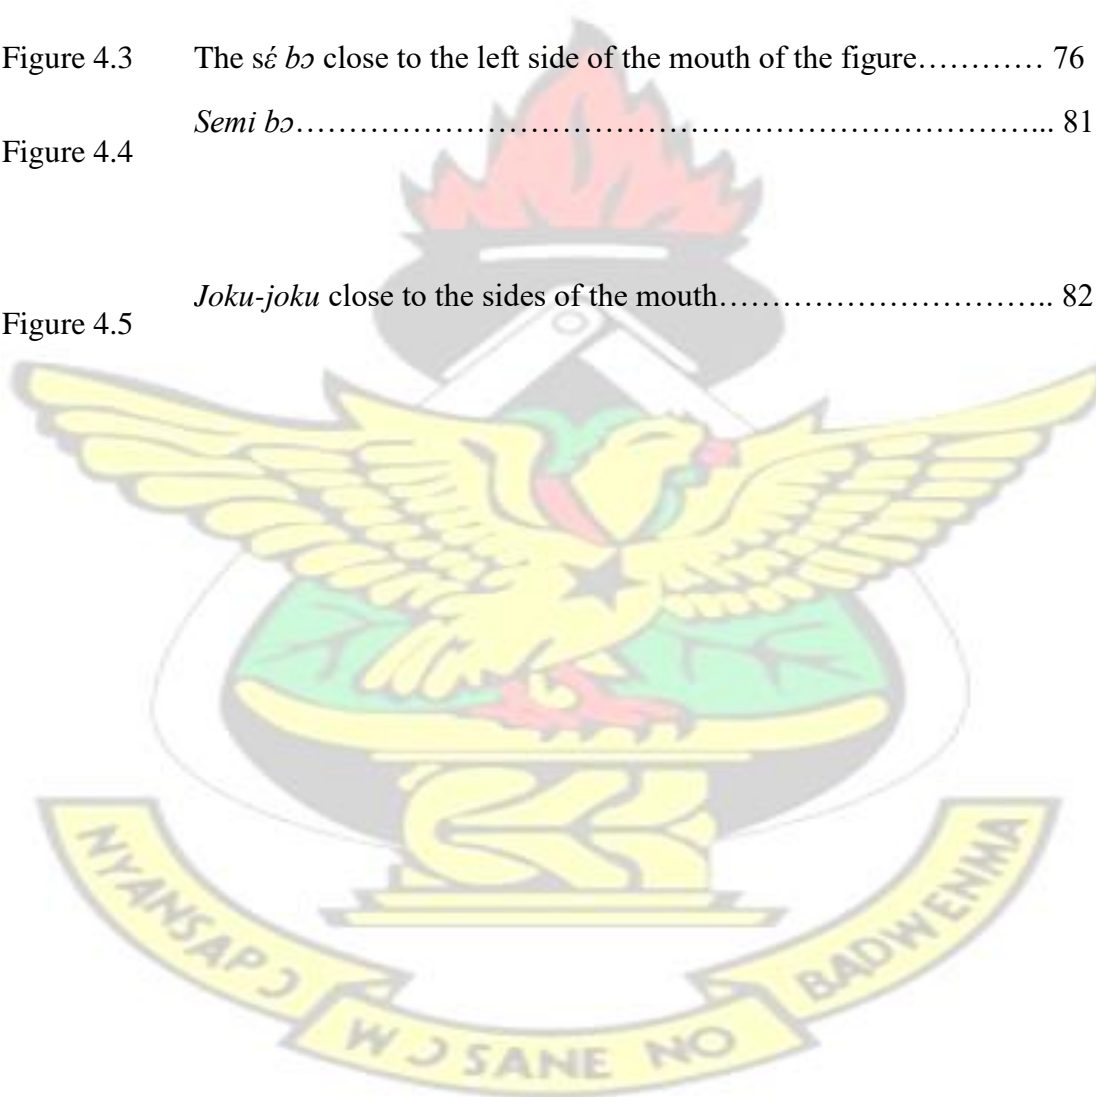 Figure 4.3 The sέ bɔ close to the left side of the mouth of the figure………… 76
Semi bɔ……………………………………………………………….... 81
Figure 4.4
Joku-joku close to the sides of the mouth………………………….. 82
Figure 4.5
NYANSAPƆ WƆSANE NO BADWENMA